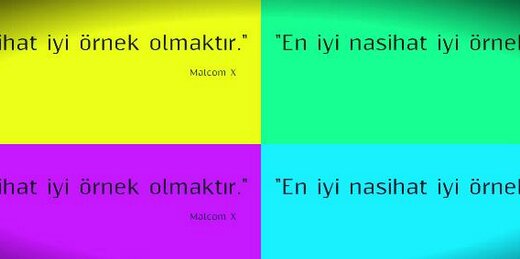 ihat iyi örnek olmaktır."
Malcom X
"En iyi nasihat iyi örnek
ihat iyi örnek olmaktır."
Malcom X
"En iyi nasihat iyi örnek